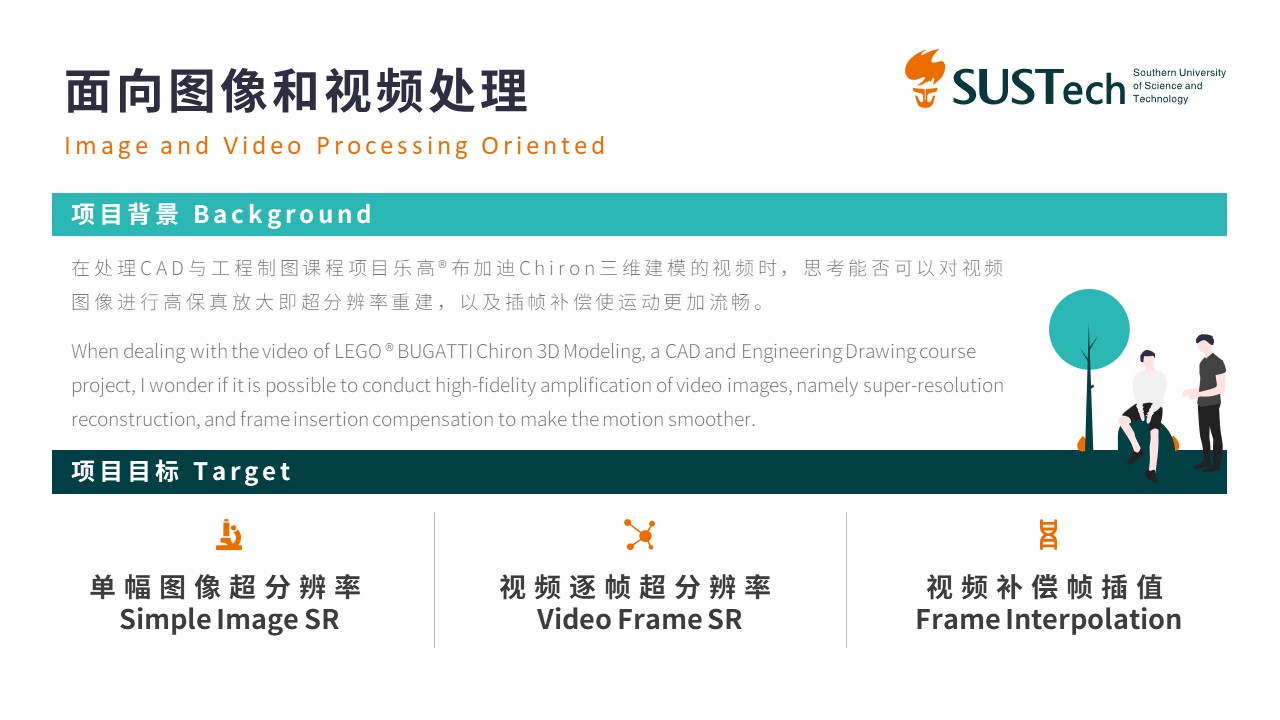 面向图像和视频处理
Image and Video Processing Oriented
SUSTech
Southern University
of Science and
Technology
项目背景 Background
在处理CAD与工程制图课程项目乐高®布加迪Chiron三维建模的视频时，思考能否可以对视频
图像进行高保真放大即超分辨率重建，以及插帧补偿使运动更加流畅。
When dealing with the video of LEGO® BUGATTI Chiron 3D Modeling, a CAD and Engineering Drawing course
project, I wonder if it is possible to conduct high-fidelity amplification of video images, namely super-resolution
reconstruction, and frame insertion compensation to make the motion smoother.
项目目标 Target
单幅图像超分辨率
Simple Image SR
视频逐帧超分辨率
Video Frame SR
视频补偿帧插值
Frame Interpolation